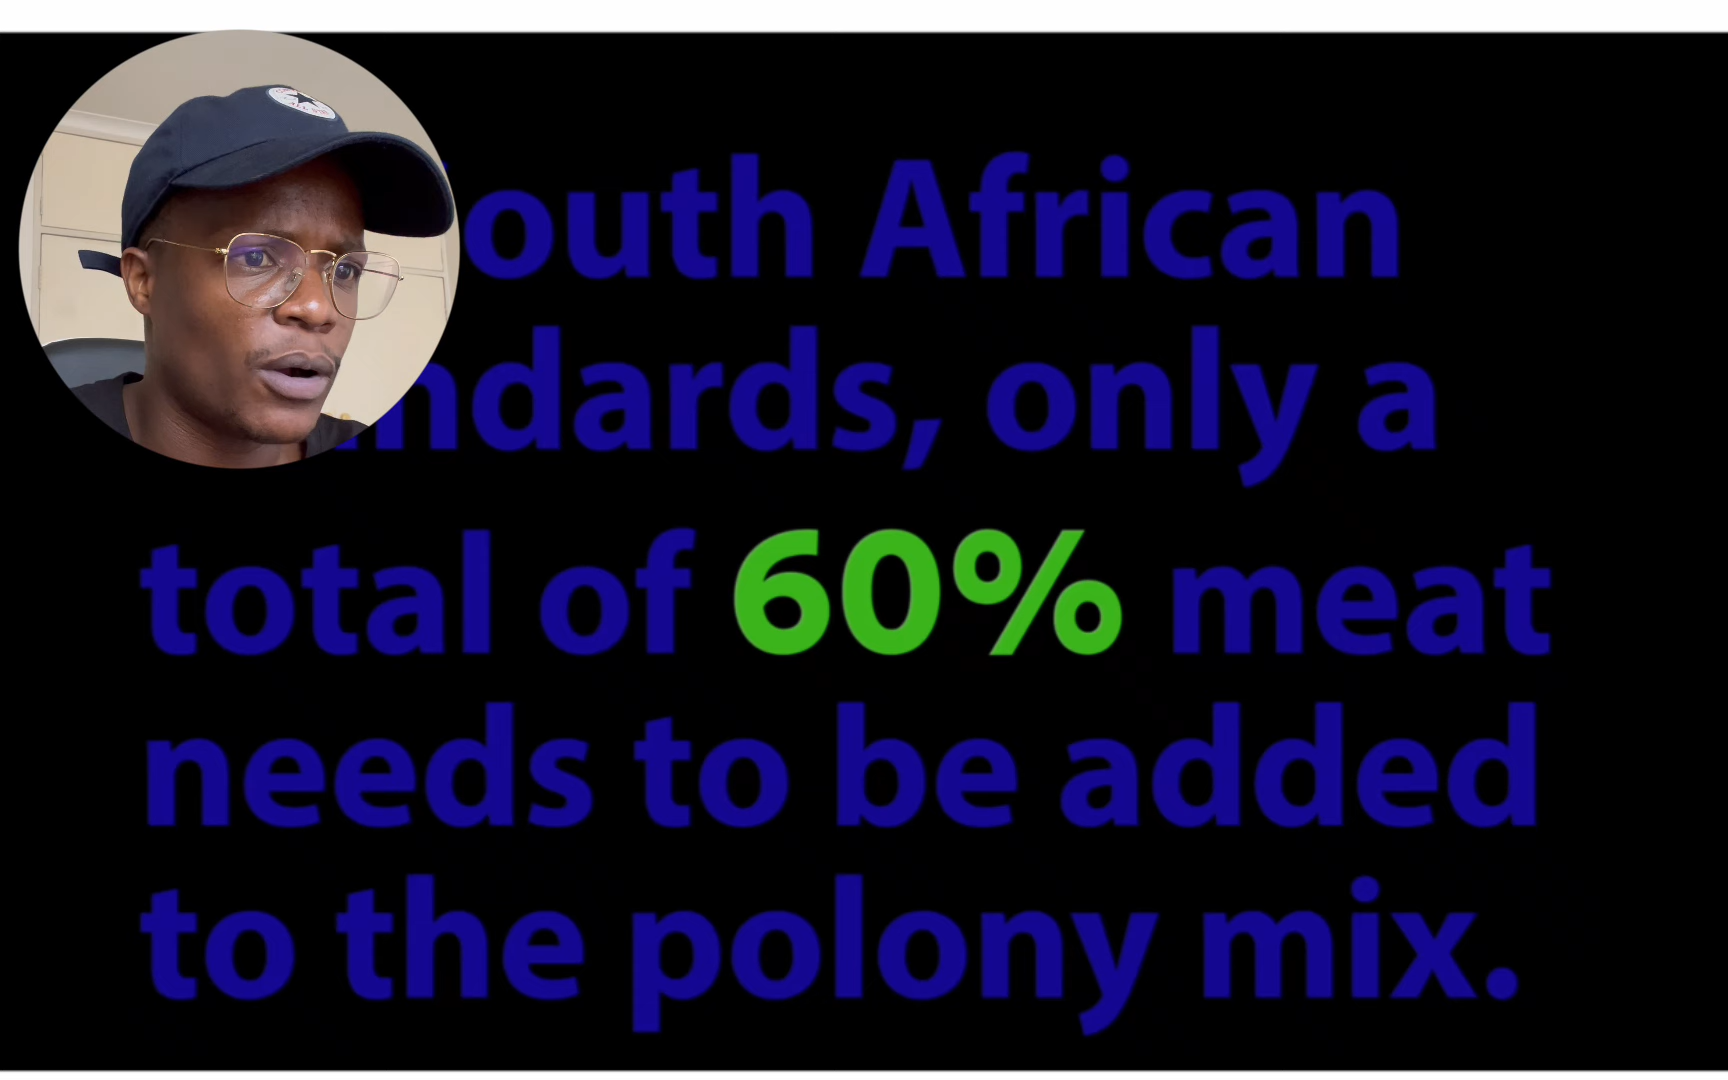 outh African
ndards, only a
total of 60% meat
needs to be added
to the polony mix.